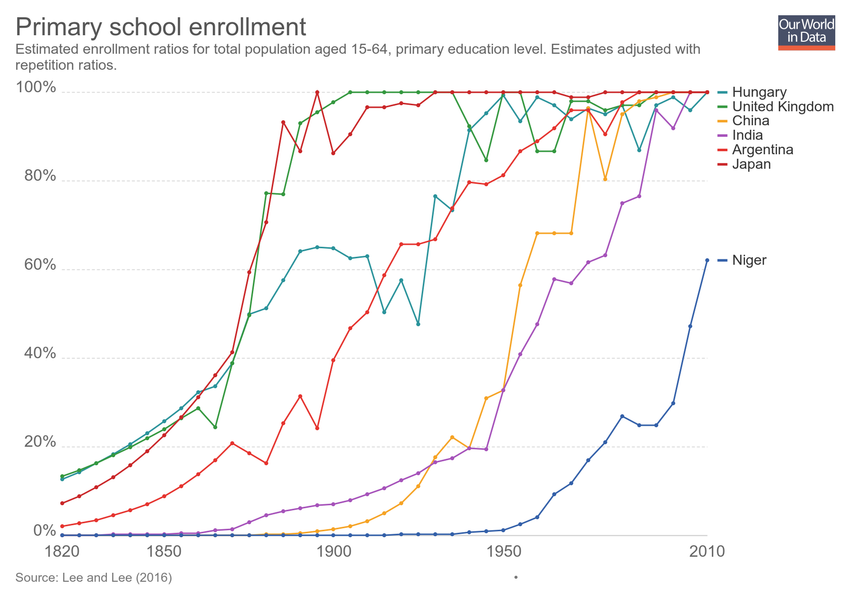 Primary school enrollment
Our World
in Data
Estimated enrollment ratios for total population aged 15-64, primary education level. Estimates adjusted with
repetition ratios.
100%
80%
60%
40%
20%
0%
1820
1850
1900
1950
2010
Hungary
United Kingdom
China
India
Argentina
Japan
Niger
Source: Lee and Lee (2016)